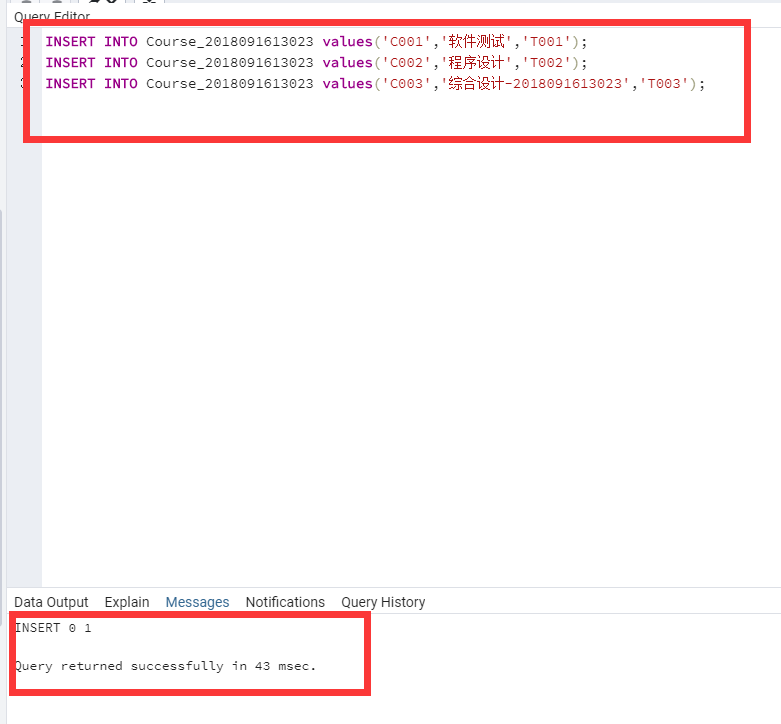 Query Editor
1 INSERT INTO Course_2018091613023 values('C001','软件测试','T001');
2 INSERT INTO Course_2018091613023 values('C002','程序设计','T002');
3 INSERT INTO Course_2018091613023 values('C003','综合设计-2018091613023','T003');
Data Output Explain Messages Notifications Query History
INSERT 0 1
Query returned successfully in 43 msec.